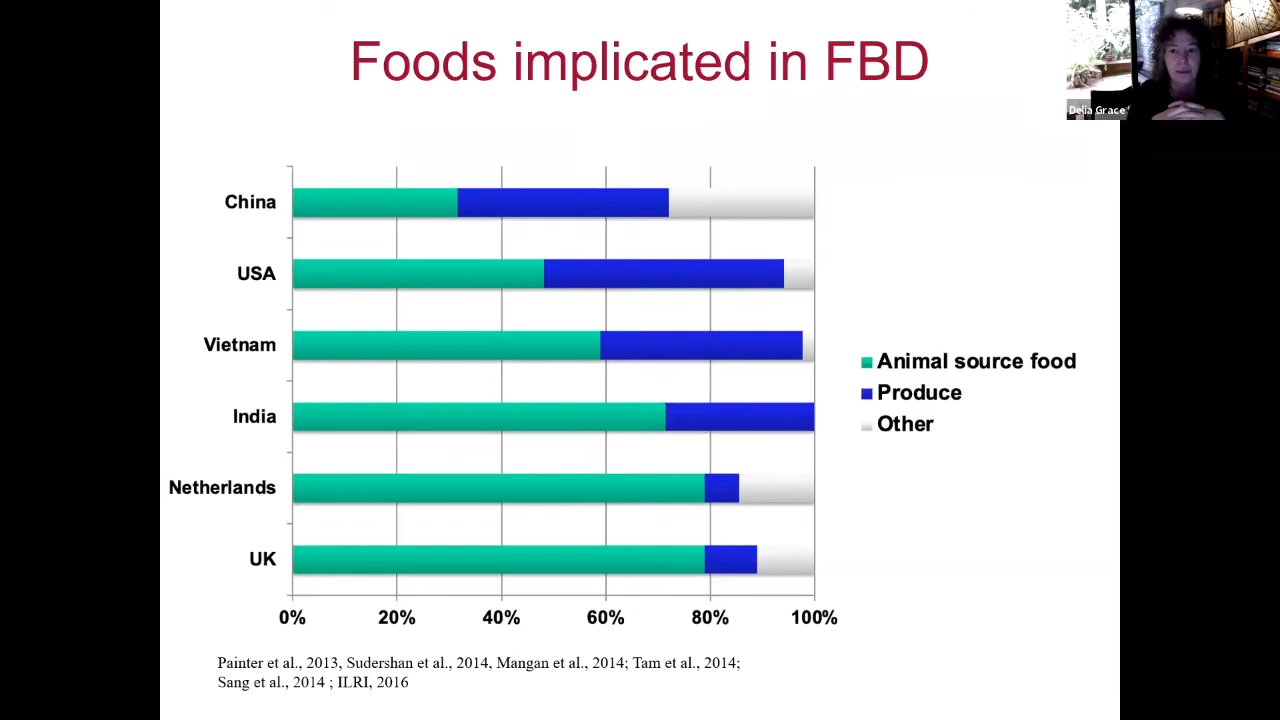 Foods implicated in FBD
Delia Grace
China
USA
Vietnam
India
Netherlands
UK
0% 20% 40% 60% 80% 100%
Animal source food
Produce
Other
Painter et al., 2013, Sudershan et al., 2014, Mangan et al., 2014; Tam et al., 2014;
Sang et al., 2014 ; ILRI, 2016